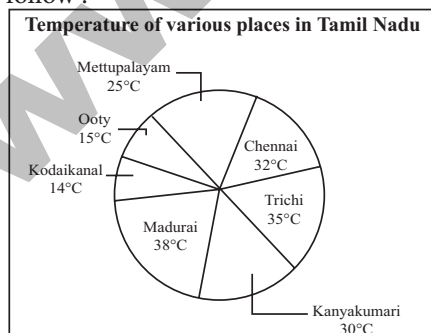 follow :
Temperature of various places in Tamil Nadu
Mettupalayam
25°C
Ooty
15°C
Kodaikanal
14°C
Chennai
32°C
Trichi
35°C
Madurai
38°C
Kanyakumari
30°C